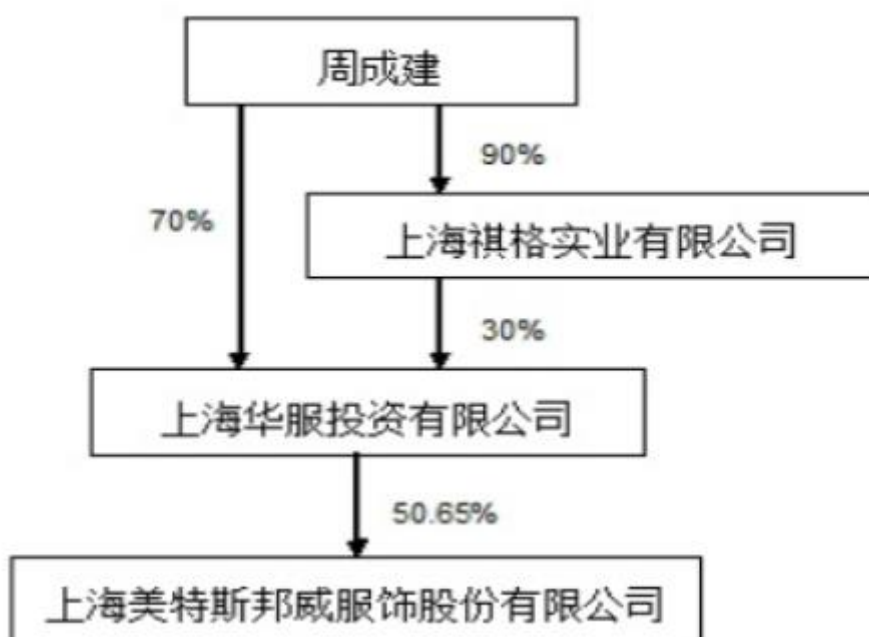 周成建
90%
70%
上海祺格实业有限公司
30%
上海华服投资有限公司
50.65%
上海美特斯邦威服饰股份有限公司